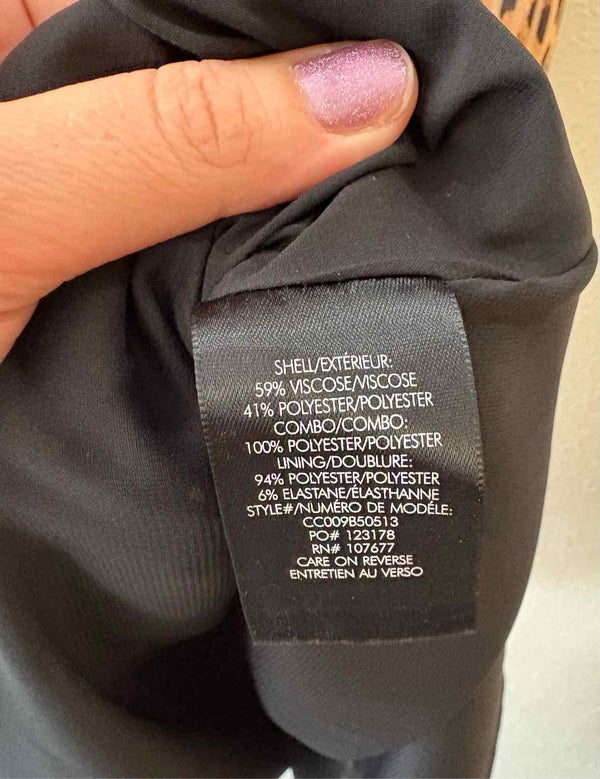 SHELL/EXTÉRIEUR:
59% VISCOSE/VISCOSE
41% POLYESTER/POLYESTER
COMBO/COMBO:
100% POLYESTER/POLYESTER
LINING/DOUBLURE:
94% POLYESTER/POLYESTER
6% ELASTANE/ÉLASTHANNE
STYLE#/NUMÉRO DE MODÉLE:
CC009B50513
PO# 123178
RN# 107677
CARE ON REVERSE
ENTRETIEN AU VERSO